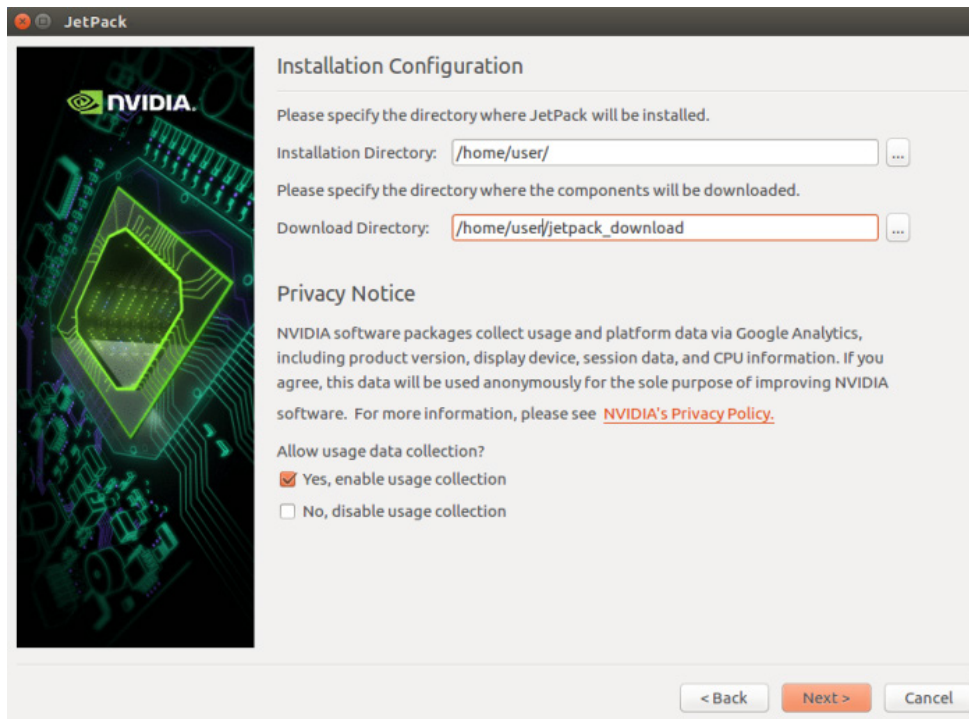 JetPack
NVIDIA.
Installation Configuration
Please specify the directory where JetPack will be installed.
Installation Directory: /home/user/ ...
Please specify the directory where the components will be downloaded.
Download Directory: /home/user/jetpack_download ...
Privacy Notice
NVIDIA software packages collect usage and platform data via Google Analytics,
including product version, display device, session data, and CPU information. If you
agree, this data will be used anonymously for the sole purpose of improving NVIDIA
software. For more information, please see NVIDIA's Privacy Policy.
Allow usage data collection?
Yes, enable usage collection
No, disable usage collection
< Back Next > Cancel